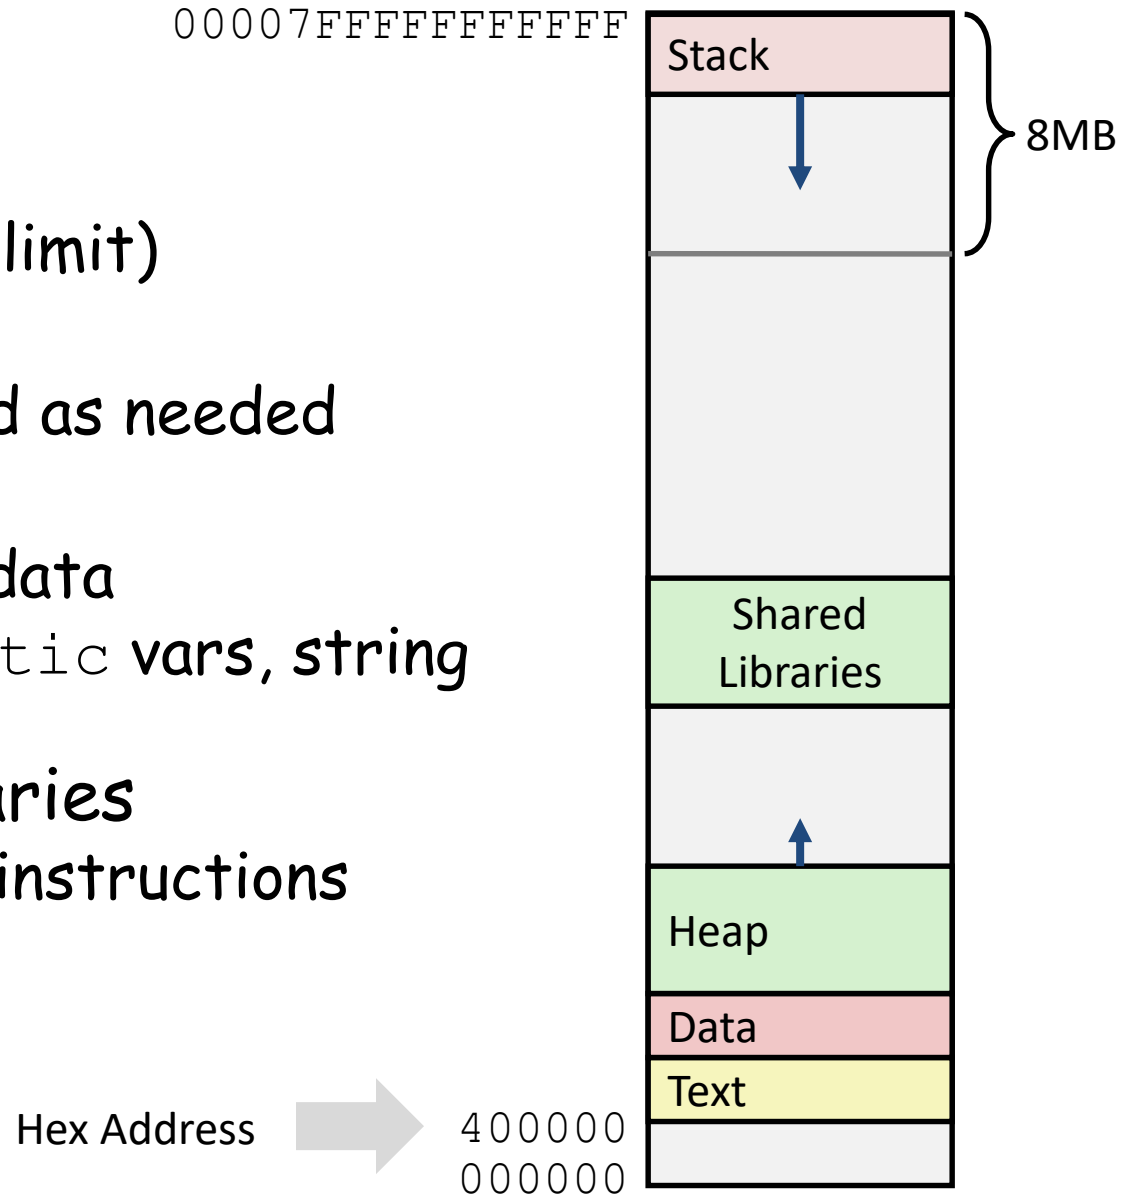 00007FFFFFFFFFFF
Stack
8MB
limit)
d as needed
data
tic vars, string
Shared
Libraries
aries
instructions
Heap
Data
Text
Hex Address
400000
000000